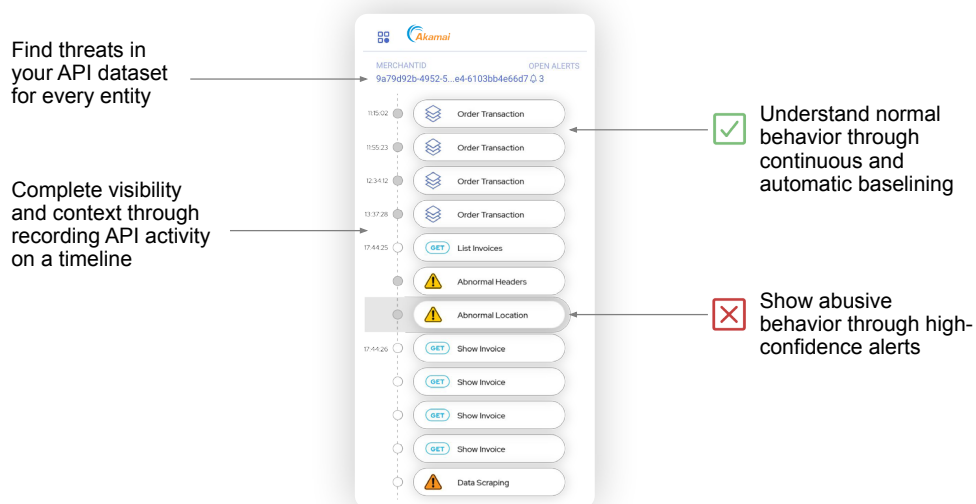 Find threats in
your API dataset
for every entity
Complete visibility
and context through
recording API activity
on a timeline
Akamai
MERCHANTID OPEN ALERTS
9a79d92b-4952-5...e4-6103bb4e66d7 3
11:15:02 Order Transaction
11:55:23 Order Transaction
12:34:12 Order Transaction
13:37:28 Order Transaction
17:44:25 GET List Invoices
Abnormal Headers
Abnormal Location
17:44:26 GET Show Invoice
GET Show Invoice
GET Show Invoice
GET Show Invoice
Data Scraping
Understand normal
behavior through
continuous and
automatic baselining
Show abusive
behavior through high-
confidence alerts